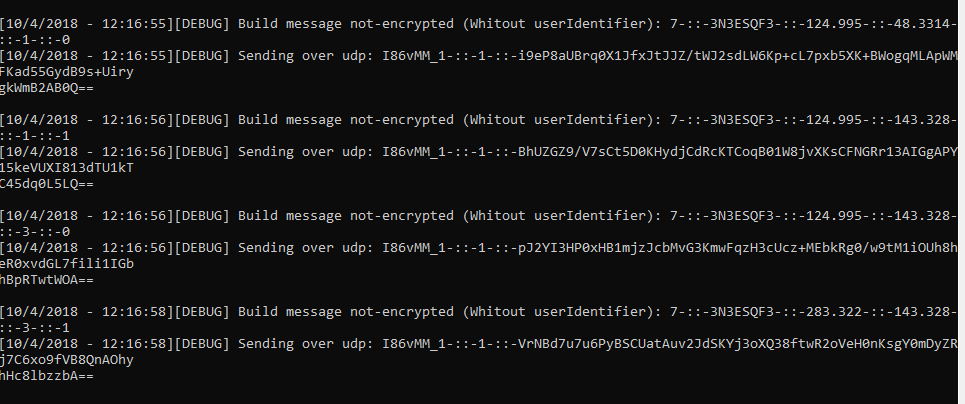 [10/4/2018 - 12:16:55][DEBUG] Build message not-encrypted (Whitout userIdentifier): 7-::-3N3ESQF3-::-124.995-::-48.3314-
::-1-::-0
[10/4/2018 - 12:16:55][DEBUG] Sending over udp: I86vMM_1-::-1-::-i9eP8aUBrq0X1JfxJtJJZ/tWJ2sdLW6Kp+cL7pxb5XK+BWogqMLApWM
FKad55GydB9s+Uiry
gkWmB2AB0Q==
[10/4/2018 - 12:16:56][DEBUG] Build message not-encrypted (Whitout userIdentifier): 7-::-3N3ESQF3-::-124.995-::-143.328-
::-1-::-1
[10/4/2018 - 12:16:56][DEBUG] Sending over udp: I86vMM_1-::-1-::-BhUZGZ9/V7sCt5D0KHydjCdRcKTCoqB01W8jvXKsCFNGRr13AIGgAPY
15keVUXI813dTU1kT
C45dq0L5LQ==
[10/4/2018 - 12:16:56][DEBUG] Build message not-encrypted (Whitout userIdentifier): 7-::-3N3ESQF3-::-124.995-::-143.328-
::-3-::-0
[10/4/2018 - 12:16:56][DEBUG] Sending over udp: I86vMM_1-::-1-::-pJ2YI3HP0xHB1mjzJcbMvG3KmwFqzH3cUcz+MEbkRg0/w9tM1iOUh8h
eR0xvdGL7fili1IGb
hBpRTwtWOA==
[10/4/2018 - 12:16:58][DEBUG] Build message not-encrypted (Whitout userIdentifier): 7-::-3N3ESQF3-::-283.322-::-143.328-
::-3-::-1
[10/4/2018 - 12:16:58][DEBUG] Sending over udp: I86vMM_1-::-1-::-VrNBd7u7u6PyBSCUatAuv2JdSKYj3oXQ38ftwR2oVeH0nKsgY0mDyZR
j7C6xo9fVB8QnAOhy
hHc8lbzzbA==